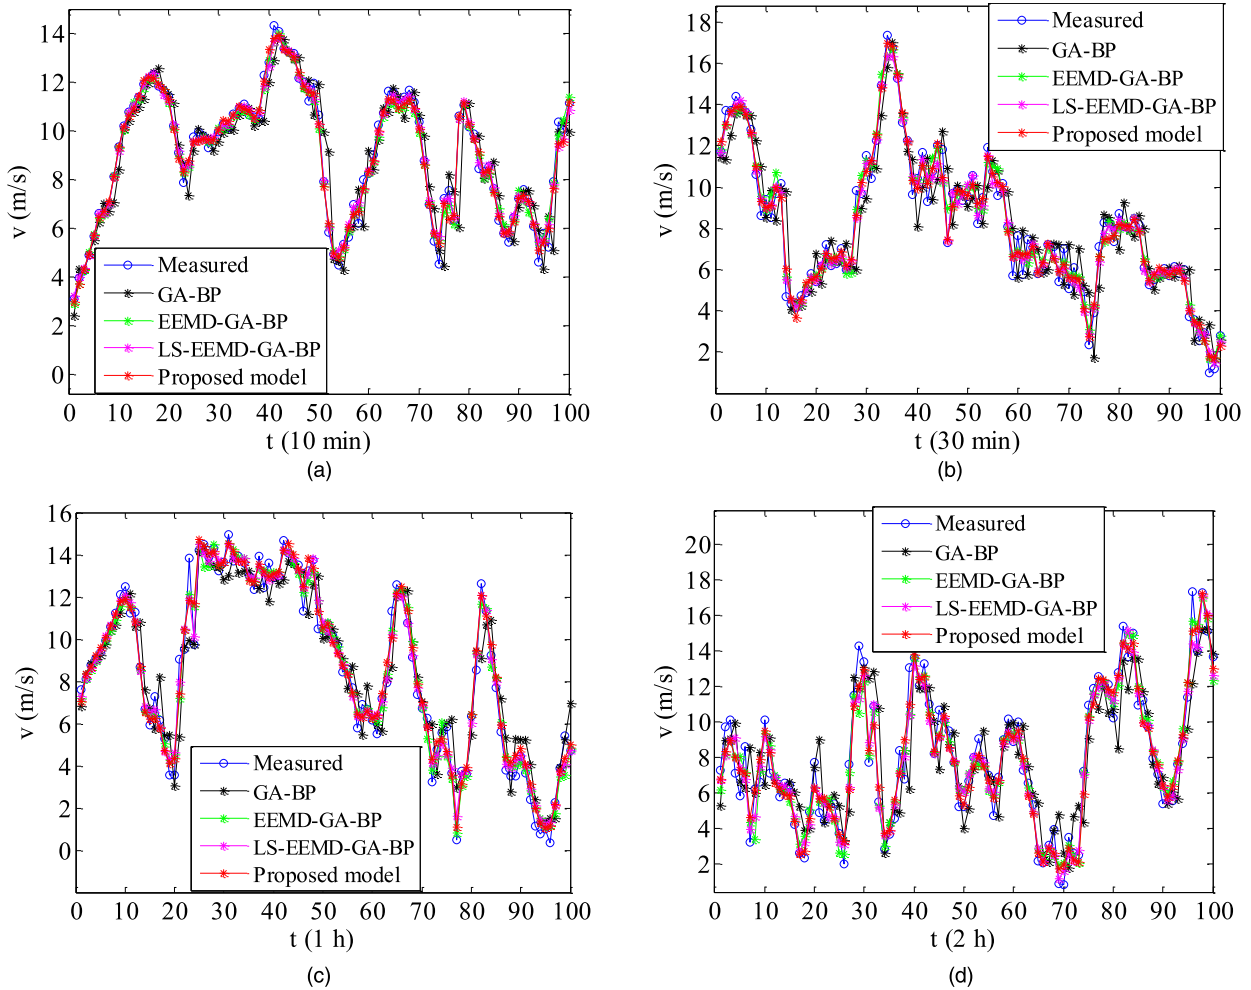 v (m/s)
14
12
10
8
6
4
2
0
Measured
GA-BP
EEMD-GA-BP
LS-EEMD-GA-BP
Proposed model
0 10 20 30 40 50 60 70 80 90 100
t (10 min)
(a)
v (m/s)
18
16
14
12
10
8
6
4
2
Measured
GA-BP
EEMD-GA-BP
LS-EEMD-GA-BP
Proposed model
0 10 20 30 40 50 60 70 80 90 100
t (30 min)
(b)
v (m/s)
16
14
12
10
8
6
4
2
0
Measured
GA-BP
EEMD-GA-BP
LS-EEMD-GA-BP
Proposed model
0 10 20 30 40 50 60 70 80 90 100
t (1 h)
(c)
v (m/s)
20
18
16
14
12
10
8
6
4
2
Measured
GA-BP
EEMD-GA-BP
LS-EEMD-GA-BP
Proposed model
0 10 20 30 40 50 60 70 80 90 100
t (2 h)
(d)